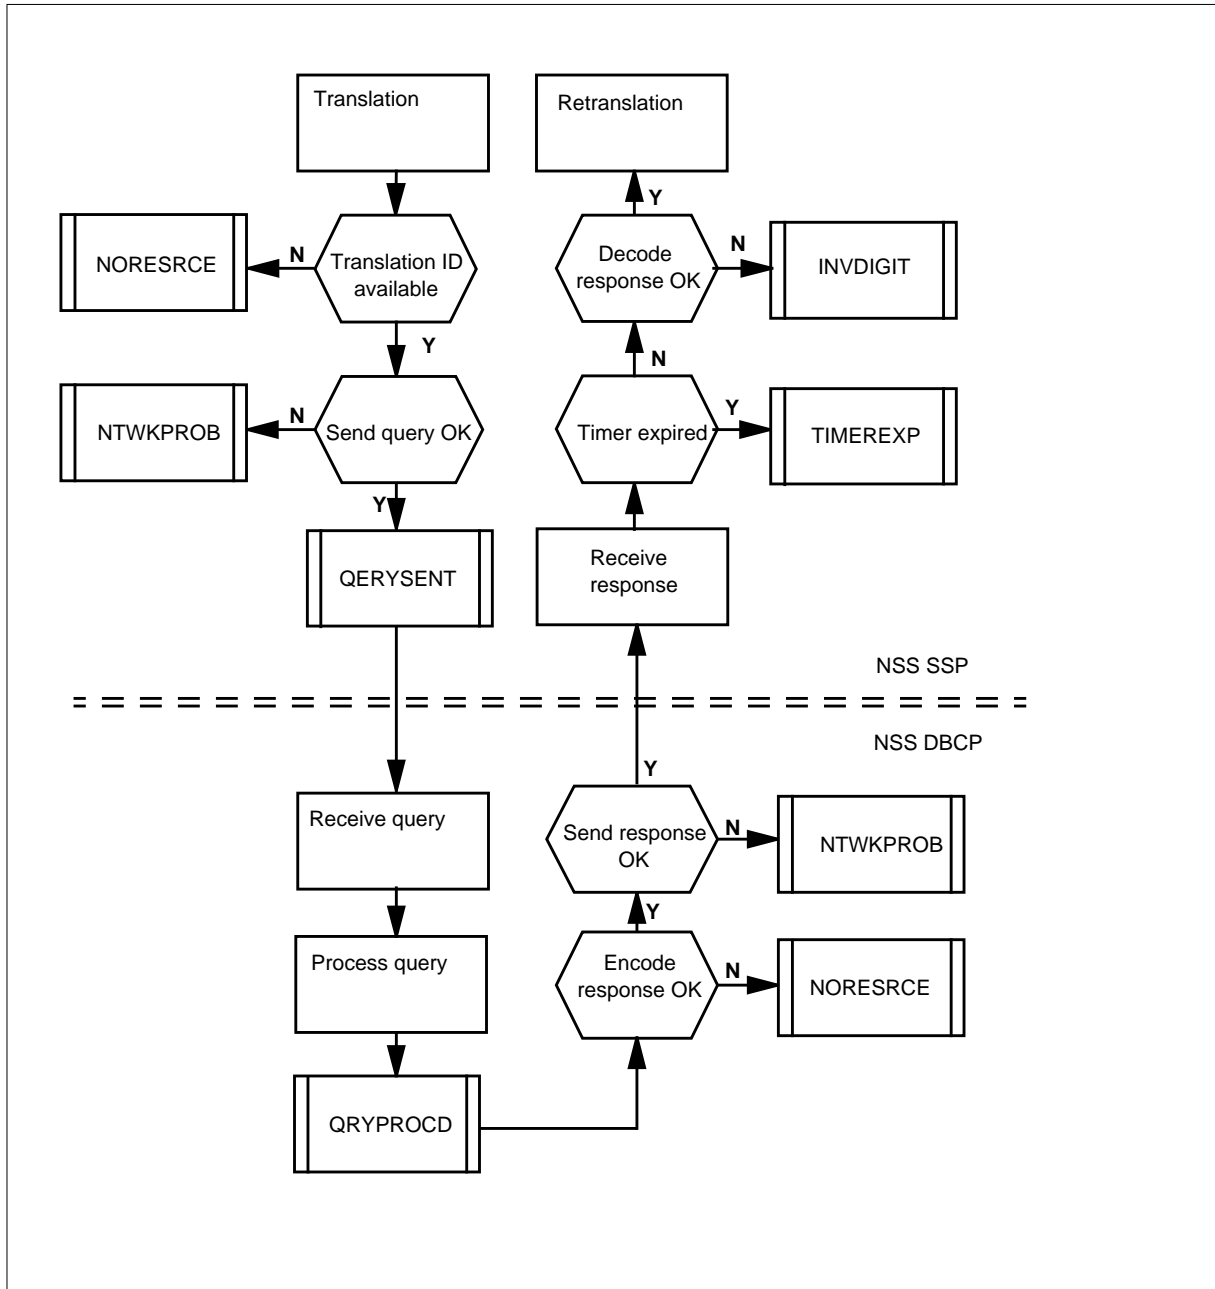 Translation
Retranslation
Y
N
NORESRCE
Translation ID
available
Decode
response OK
N
INVDIGIT
Y
N
N
NTWKPROB
Send query OK
Timer expired
Y
TIMEREXP
Y
QERYSENT
Receive
response
NSS SSP
NSS DBCP
Y
Receive query
Send response
OK
N
NTWKPROB
Y
Process query
Encode
response OK
N
NORESRCE
QRYPROCD